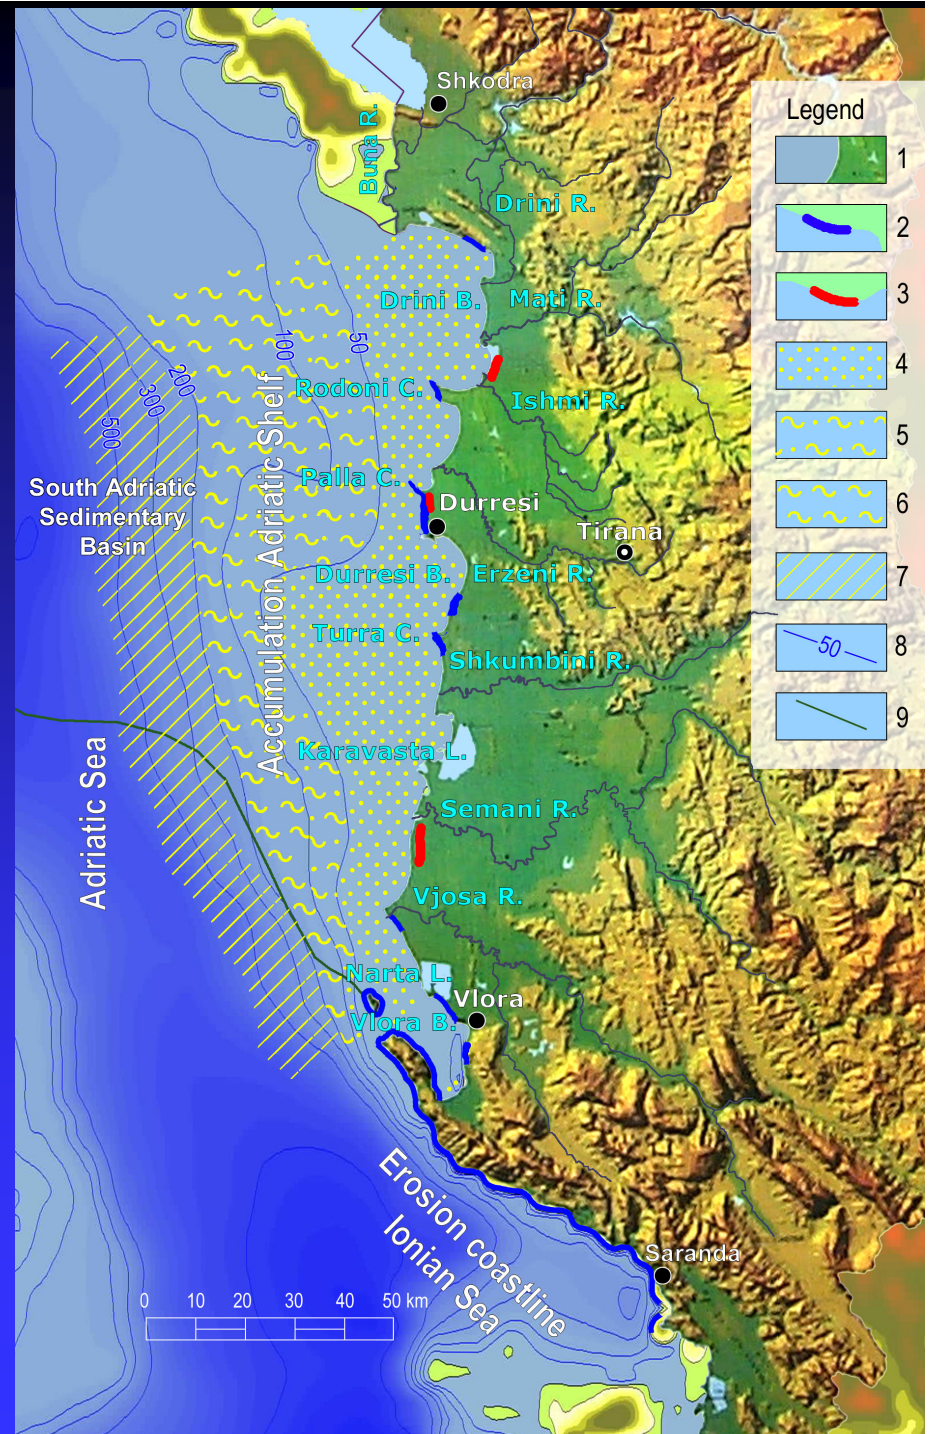 Shkodra
Buna R.
Drini R.
Drini B.
Mati R.
Rodoni C.
Ishmi R.
Palla C.
Durresi
Tirana
Durresi B.
Erzeni R.
Turra C.
Shkumbini R.
Karavasta L.
Semani R.
Vjosa R.
Narta L.
Vlora
Vlora B.
Saranda
South Adriatic
Sedimentary
Basin
Accumulation Adriatic Shelf
Adriatic Sea
Erosion coastline
Ionian Sea
50
100
200
300
500
0 10 20 30 40 50 km
Legend
1
2
3
4
5
6
7
50
8
9